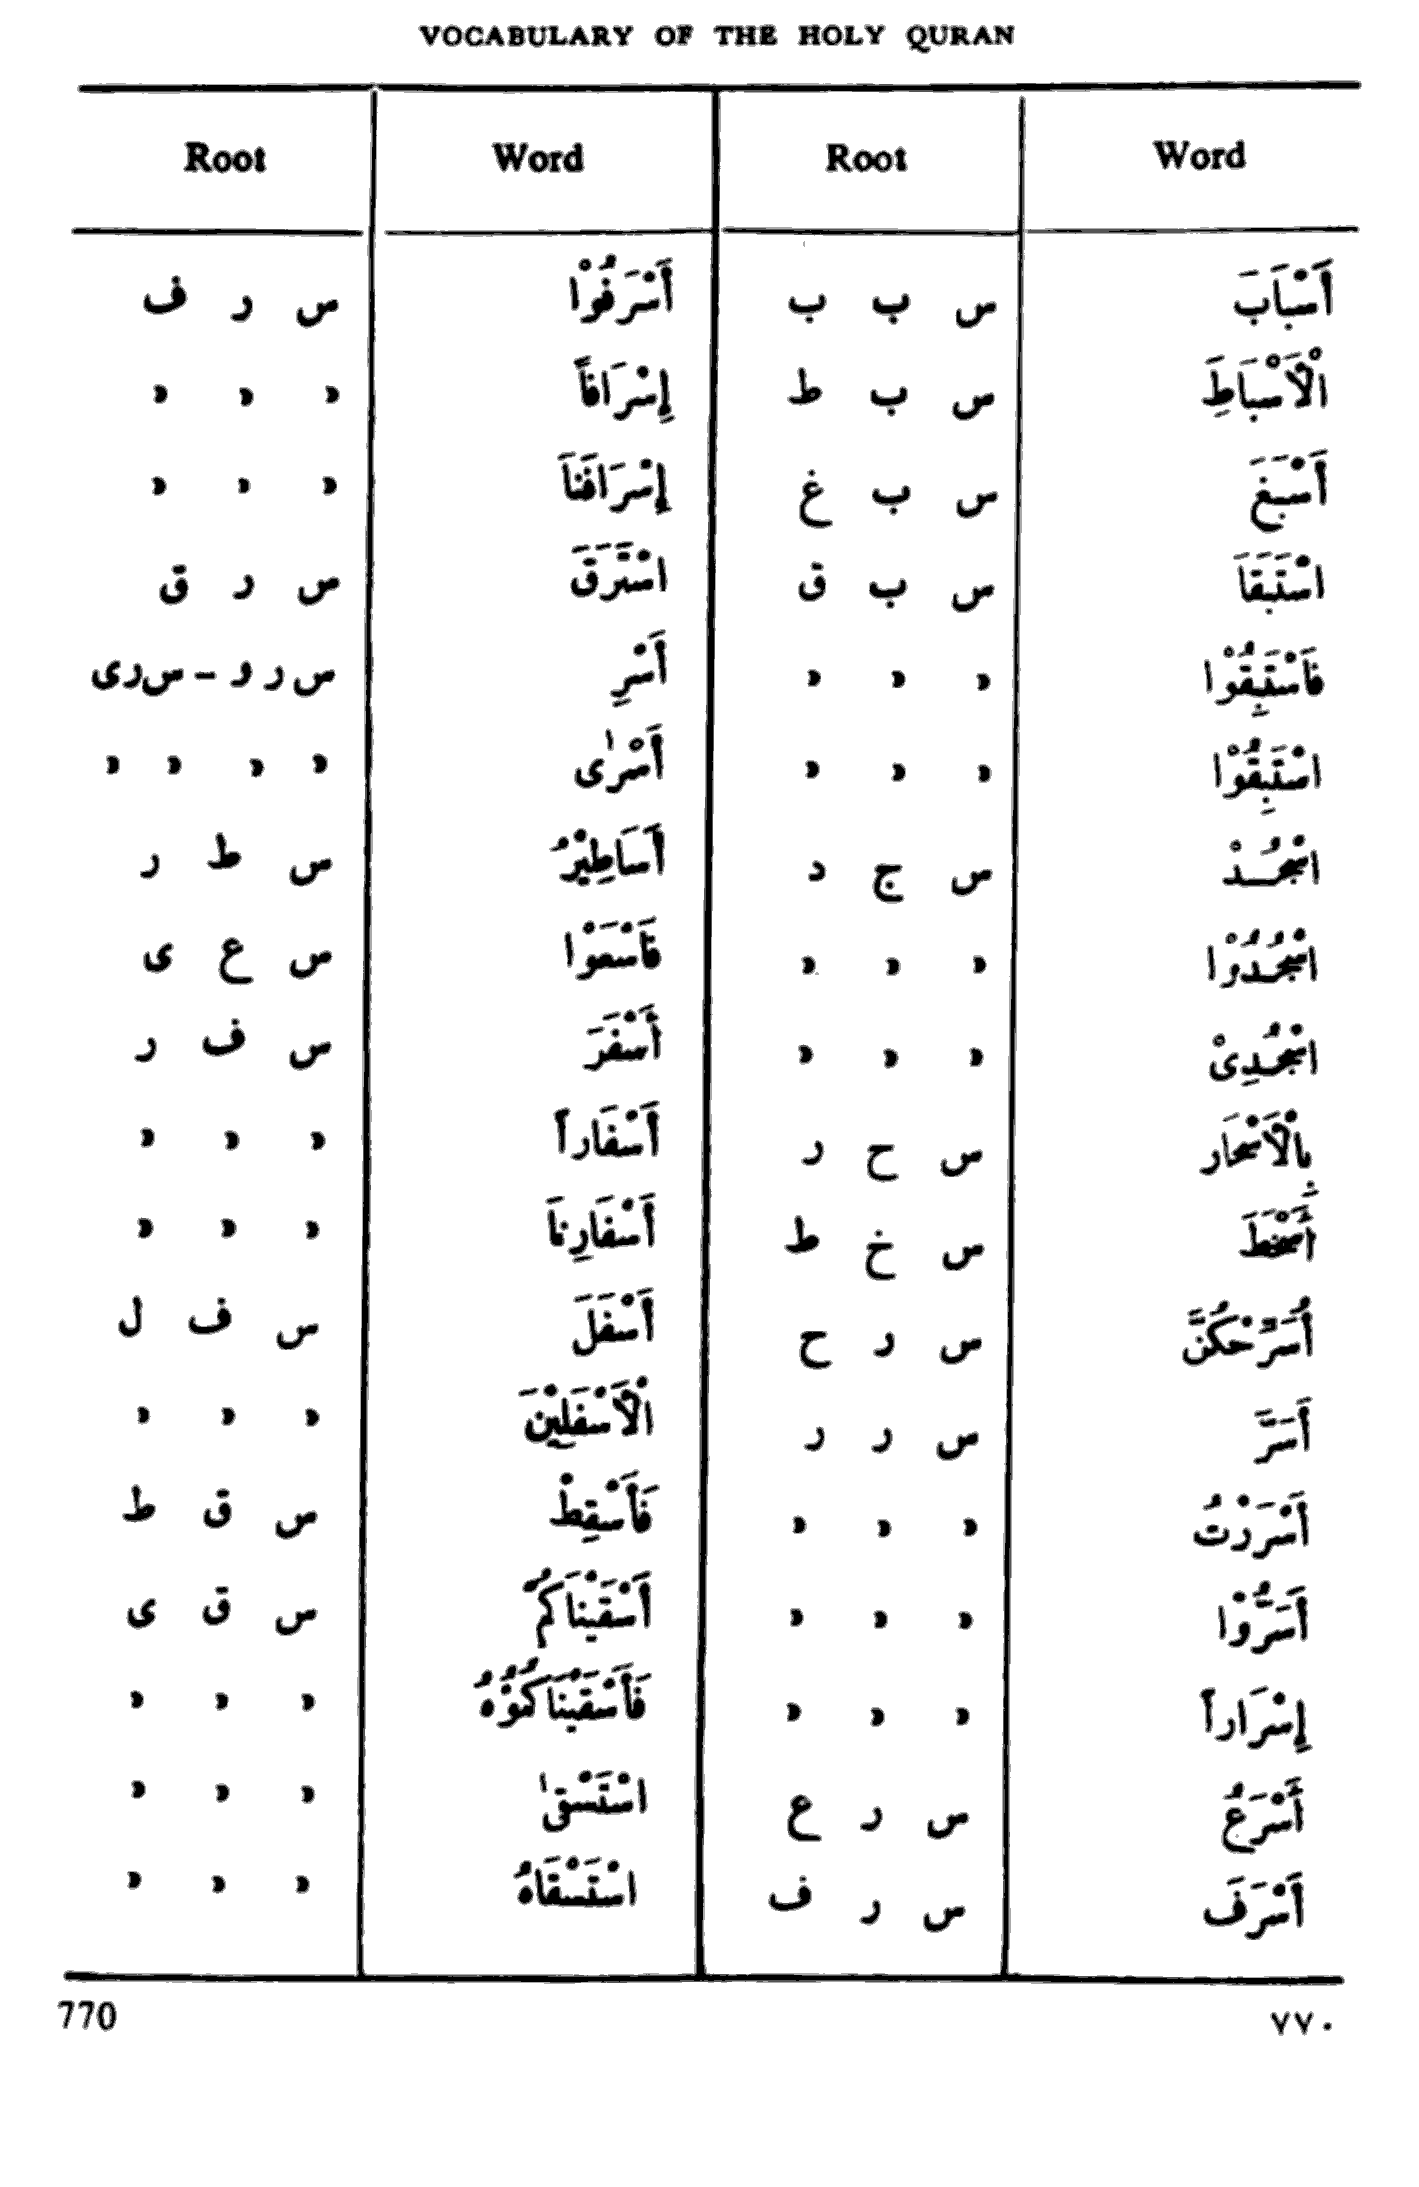 VOCABULARY OF THE HOLY QURAN
Root Word Root Word
أَسْبَابَ س ب ب أَسْرَفُوْا س ر ف
الْأَسْبَاطِ س ب ط إِسْرَافاً » » »
أَسْبَغَ س ب غ إِسْرَافَنَا » » »
اسْتَبَقَا س ب ق اسْتَرَقَ س ر ق
فَاسْتَبِقُوْا » » » أَسْرِ س ر و - س ر ى
اسْتَبِقُوْا » » » أَسْرٰى » » » »
اسْجُدْ س ج د أَسَاطِيْرُ س ط ر
اسْجُدُوْا » » » فَاسْعَوْا س ع ى
اسْجُدِىْ » » » أَسْفَرَ س ف ر
بِالْأَسْحَار س ح ر أَسْفَاراً » » »
أَسْخَطَ س خ ط أَسْفَارِنَا » » »
أُسَرِّحْكُنَّ س ر ح أَسْفَلَ س ف ل
أَسَرَّ س ر ر الْأَسْفَلِيْنَ » » »
أَسْرَرْتُ » » » فَأَسْقِطْ س ق ط
أَسَرُّوْا » » » أَسْقَيْنَاكُمْ س ق ى
إِسْرَاراً » » » فَأَسْقَيْنَاكُمُوْهُ » » »
أَسْرَعُ س ر ع اسْتَسْقٰى » » »
أَسْرَفَ س ر ف اسْتَسْقَاهُ » » »
770 ٧٧٠